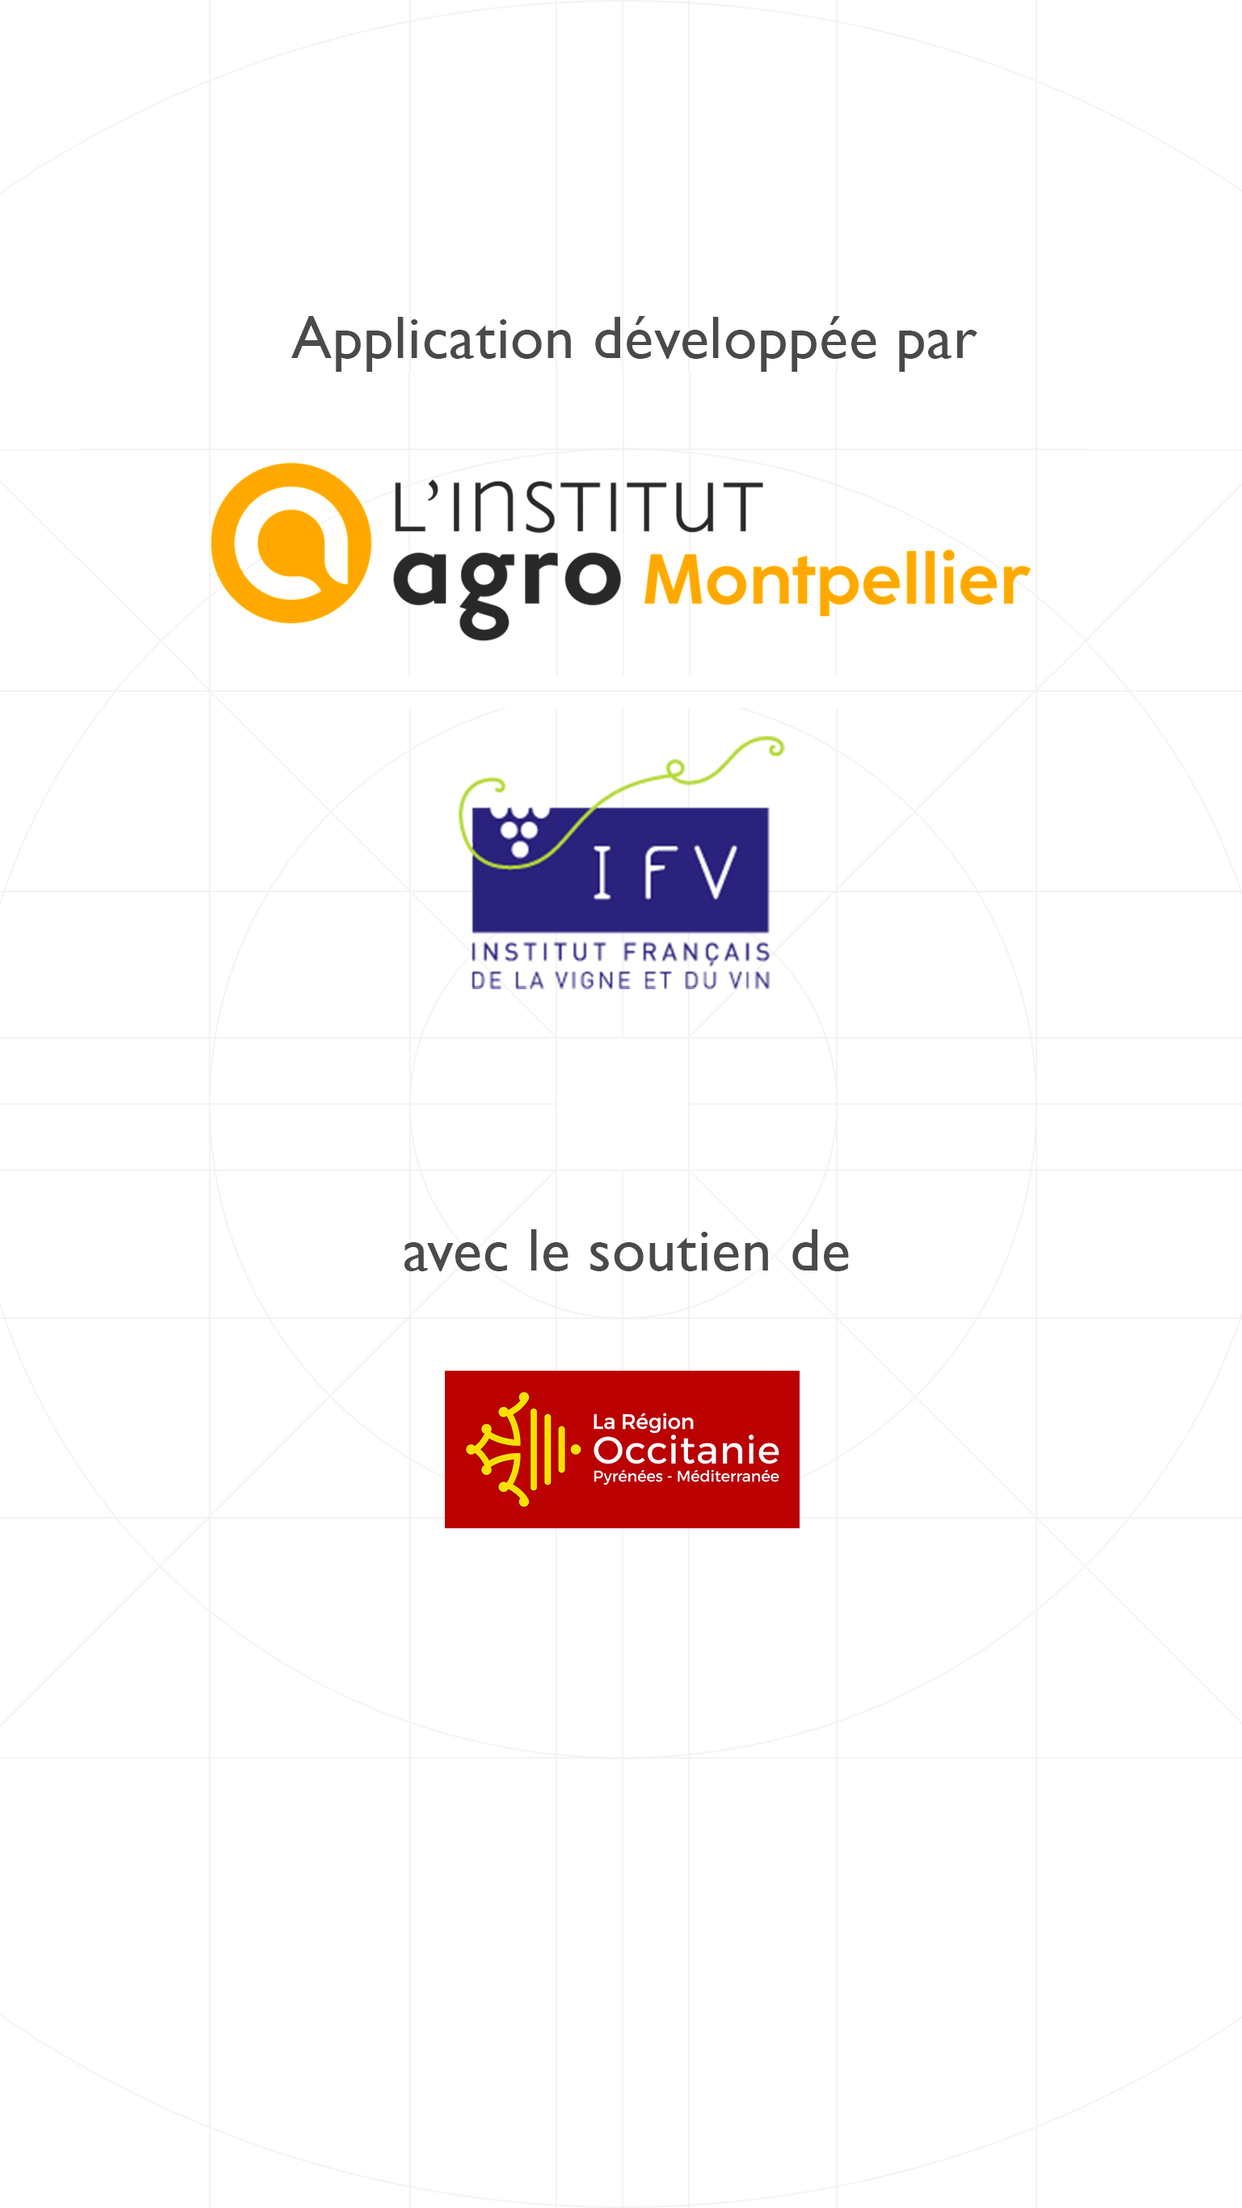 Application développée par
L'INSTITUT
agro Montpellier
IFV
INSTITUT FRANÇAIS
DE LA VIGNE ET DU VIN
avec le soutien de
La Région
Occitanie
Pyrénées - Méditerranée